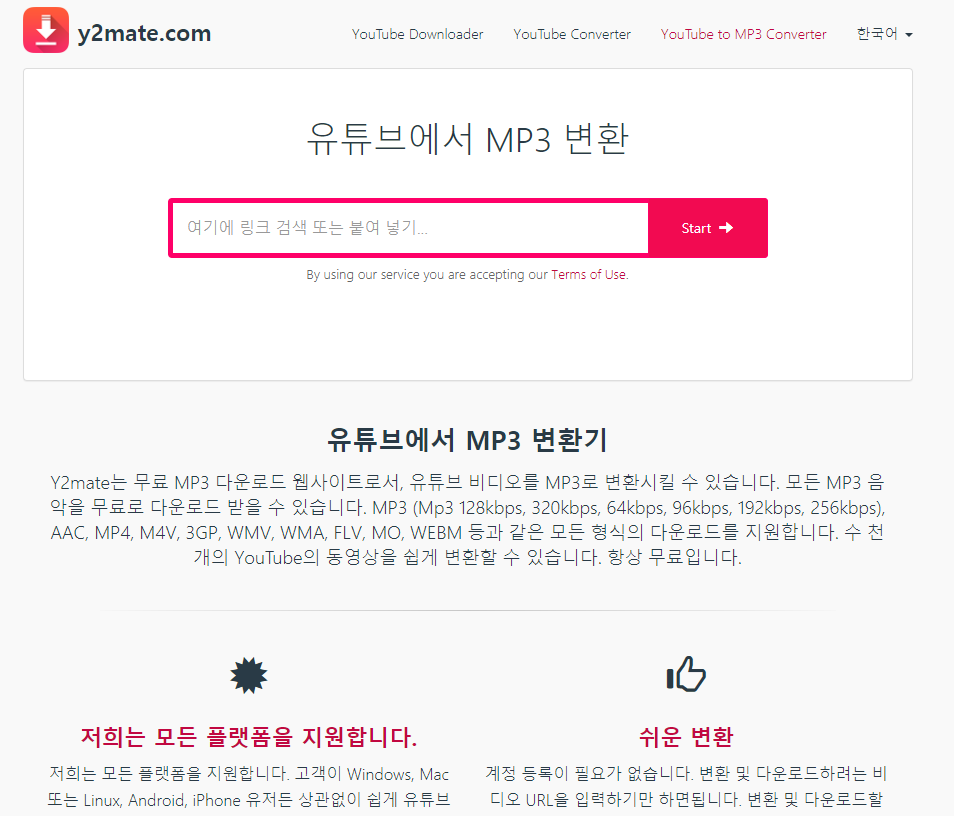 y2mate.com
YouTube Downloader YouTube Converter YouTube to MP3 Converter 한국어
유튜브에서 MP3 변환
여기에 링크 검색 또는 붙여 넣기...
Start
By using our service you are accepting our Terms of Use.
유튜브에서 MP3 변환기
Y2mate는 무료 MP3 다운로드 웹사이트로서, 유튜브 비디오를 MP3로 변환시킬 수 있습니다. 모든 MP3 음
악을 무료로 다운로드 받을 수 있습니다. MP3 (Mp3 128kbps, 320kbps, 64kbps, 96kbps, 192kbps, 256kbps),
AAC, MP4, M4V, 3GP, WMV, WMA, FLV, MO, WEBM 등과 같은 모든 형식의 다운로드를 지원합니다. 수 천
개의 YouTube의 동영상을 쉽게 변환할 수 있습니다. 항상 무료입니다.
저희는 모든 플랫폼을 지원합니다.
저희는 모든 플랫폼을 지원합니다. 고객이 Windows, Mac
또는 Linux, Android, iPhone 유저든 상관없이 쉽게 유튜브
쉬운 변환
계정 등록이 필요가 없습니다. 변환 및 다운로드하려는 비
디오 URL을 입력하기만 하면됩니다. 변환 및 다운로드할